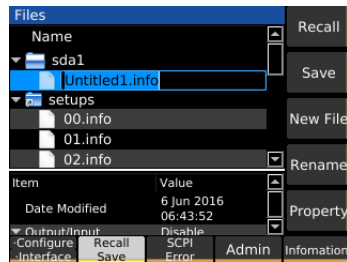 Files
Name
sda1
Untitled1.info
setups
00.info
01.info
02.info
Item Value
Date Modified 6 Jun 2016
06:43:52
Output/Input Disable
·Configure
·Interface
Recall
Save
SCPI
Error
Admin
Recall
Save
New File
Rename
Property
Infomation